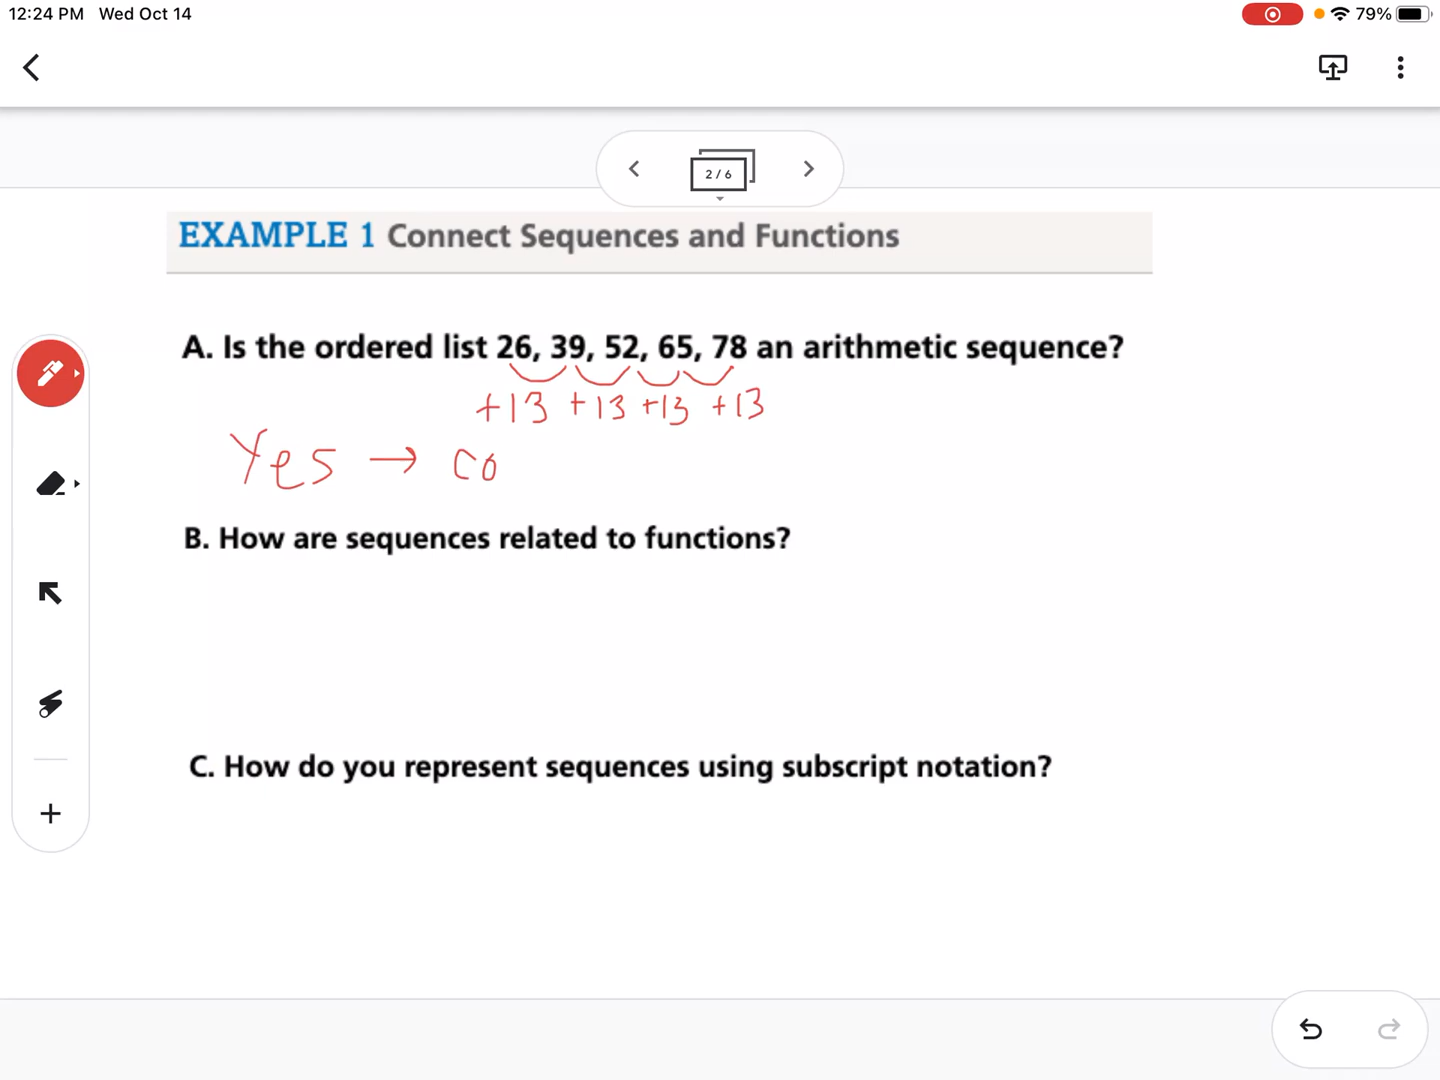 12:24 PM Wed Oct 14
79%
2 / 6
EXAMPLE 1 Connect Sequences and Functions
A. Is the ordered list 26, 39, 52, 65, 78 an arithmetic sequence?
+13 +13 +13 +13
Yes → co
B. How are sequences related to functions?
C. How do you represent sequences using subscript notation?